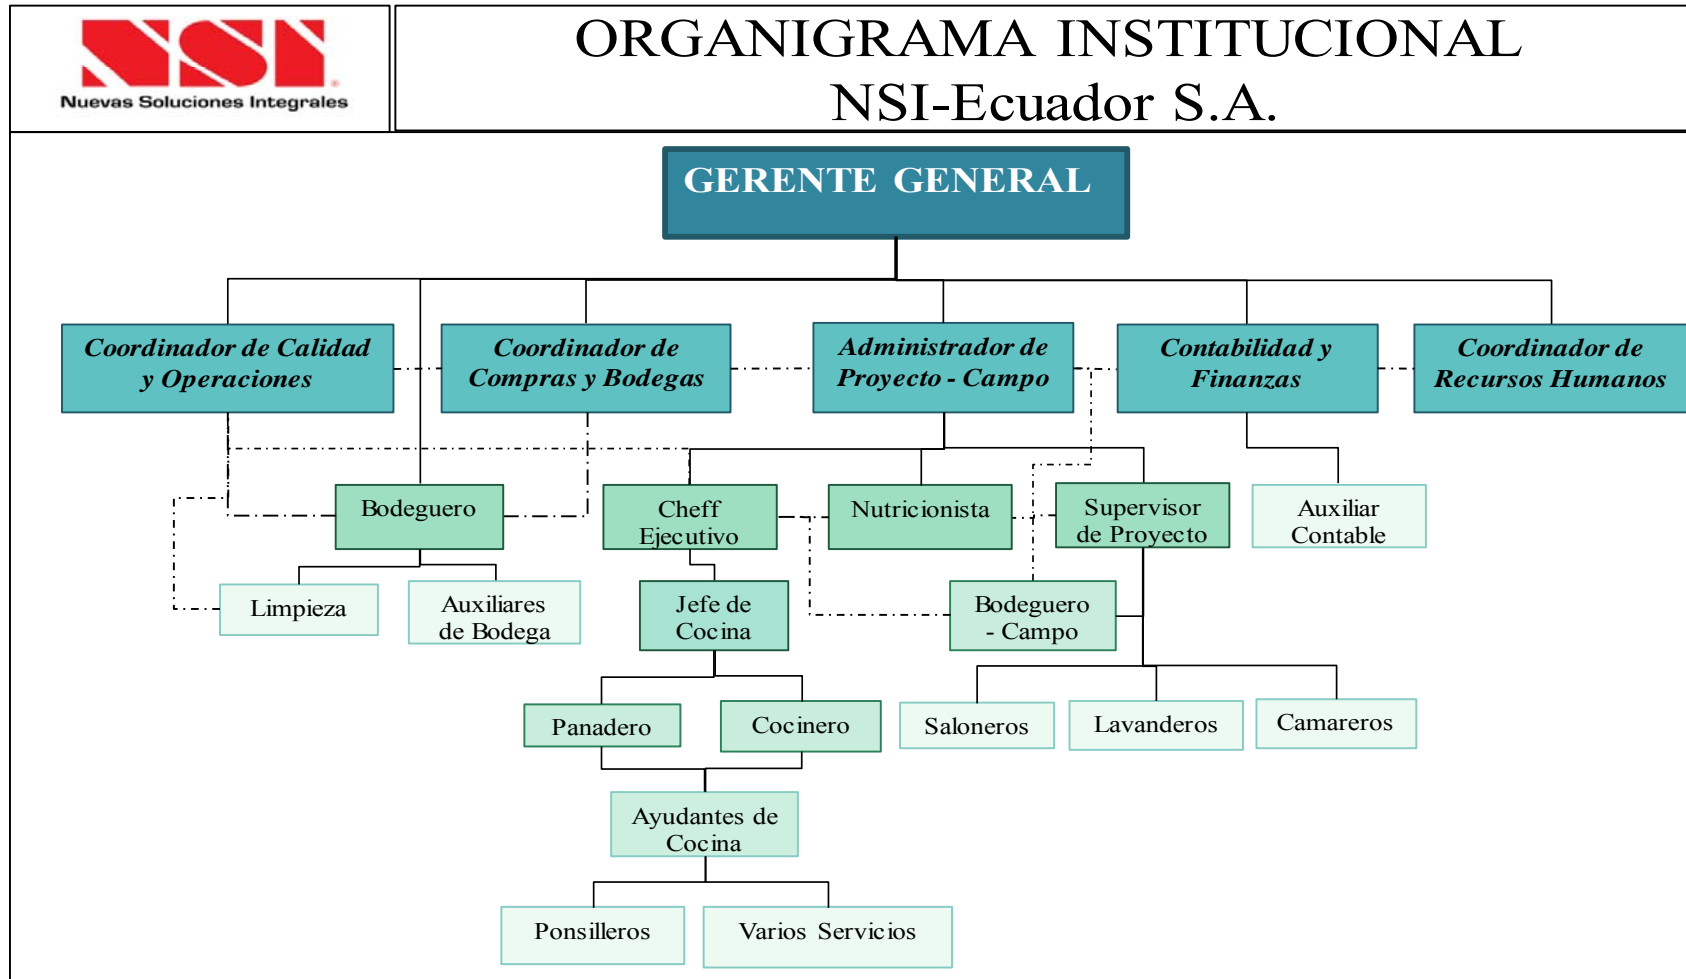 NSI
Nuevas Soluciones Integrales
ORGANIGRAMA INSTITUCIONAL
NSI-Ecuador S.A.
GERENTE GENERAL
Coordinador de Calidad
y Operaciones
Coordinador de
Compras y Bodegas
Administrador de
Proyecto - Campo
Contabilidad y
Finanzas
Coordinador de
Recursos Humanos
Bodeguero
Cheff
Ejecutivo
Nutricionista
Supervisor
de Proyecto
Auxiliar
Contable
Limpieza
Auxiliares
de Bodega
Jefe de
Cocina
Bodeguero
- Campo
Panadero
Cocinero
Saloneros
Lavanderos
Camareros
Ayudantes de
Cocina
Ponsilleros
Varios Servicios